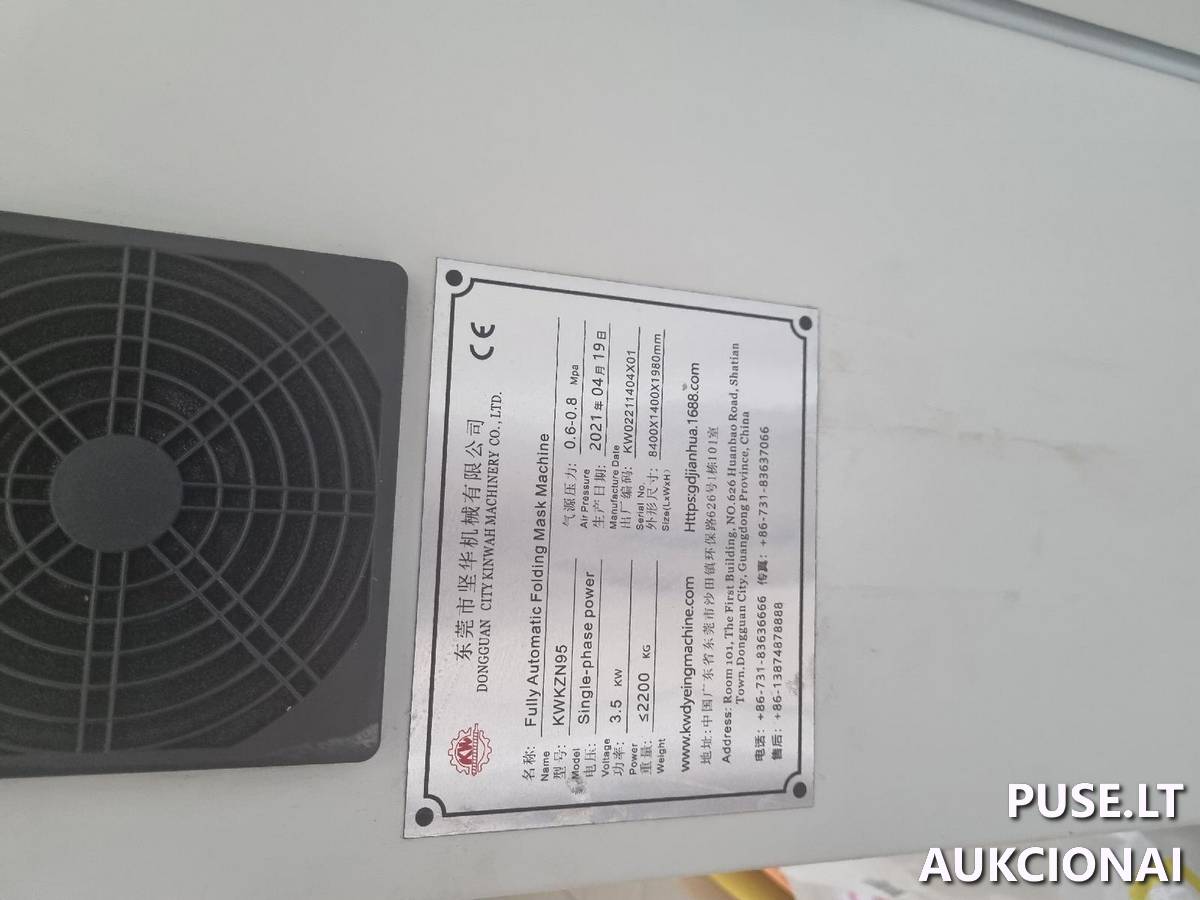 KW
东莞市坚华机械有限公司
DONGGUAN CITY KINWAH MACHINERY CO.,LTD.
CE
名称: Fully Automatic Folding Mask Machine
Name
型号: KWKZN95
Model
电压: Single-phase power
Voltage
功率: 3.5 KW
Power
重量: ≤2200 KG
Weight
气源压力: 0.6-0.8 Mpa
Air Pressure
生产日期: 2021年04月19日
Manufacture Date
出厂编码: KW02211404X01
Serial No.
外形尺寸: 8400X1400X1980mm
Size(LxWxH)
www.kwdyeingmachine.com Https:gdjianhua.1688.com
地址:中国广东省东莞市沙田镇环保路626号1栋101室
Address: Room 101, The First Building, NO.626 Huanbao Road, Shatian
Town.Dongguan City, Guangdong Province, China
电话: +86-731-83636666 传真: +86-731-83637066
售后: +86-13874878888
PUSE.LT
AUKCIONAI